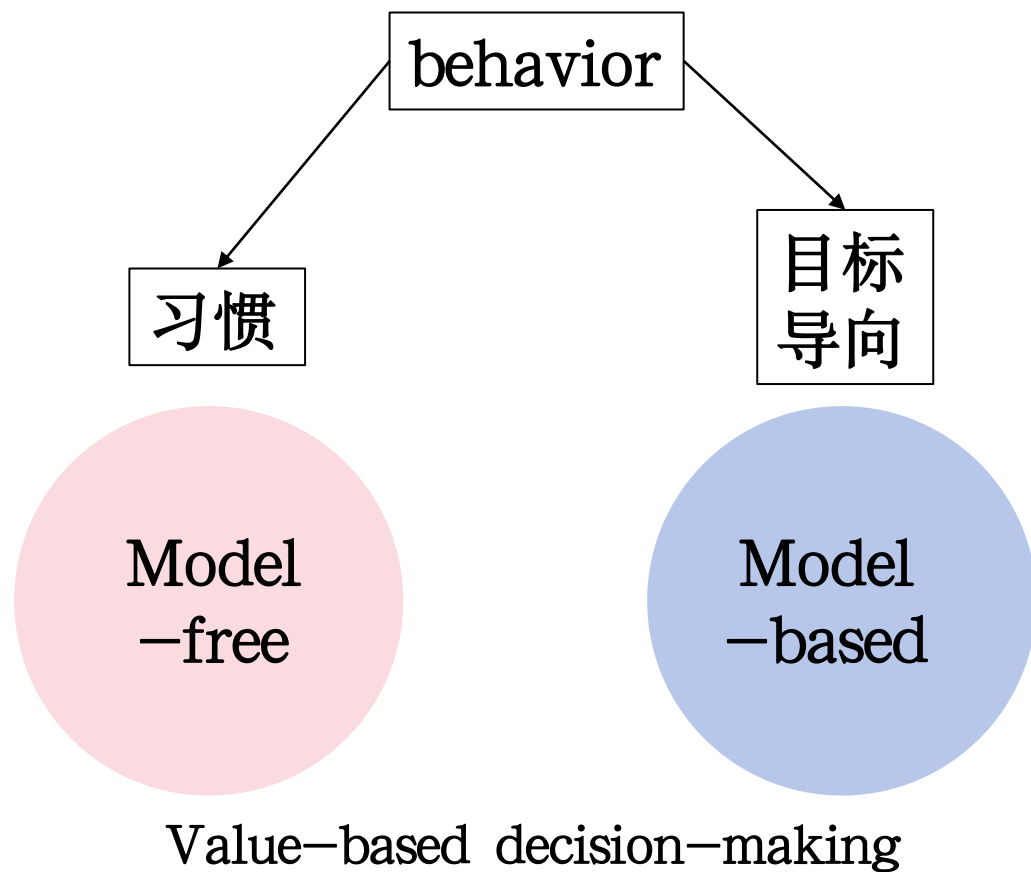 behavior
习惯
目标
导向
Model
-free
Model
-based
Value-based decision-making